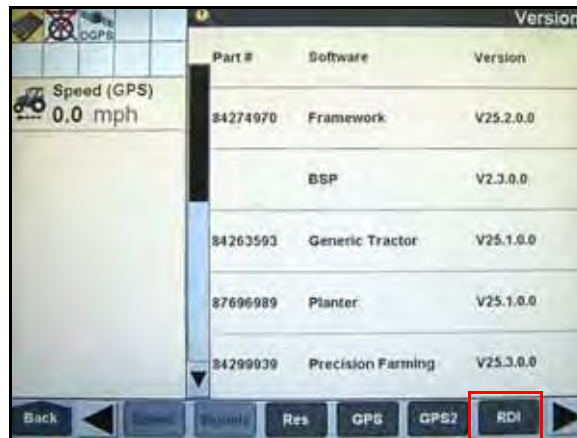 DGPS
Version
Speed (GPS)
0.0 mph
Part # Software Version
84274970 Framework V25.2.0.0
BSP V2.3.0.0
84263593 Generic Tractor V25.1.0.0
87696989 Planter V25.1.0.0
84299939 Precision Farming V25.3.0.0
Back Res GPS GPS2 RDI